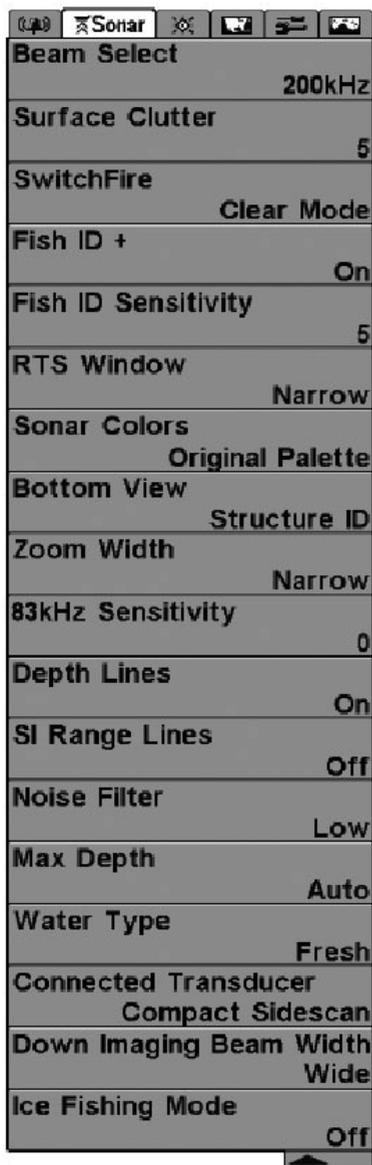 Sonar
Beam Select
200kHz
Surface Clutter
5
SwitchFire
Clear Mode
Fish ID +
On
Fish ID Sensitivity
5
RTS Window
Narrow
Sonar Colors
Original Palette
Bottom View
Structure ID
Zoom Width
Narrow
83kHz Sensitivity
0
Depth Lines
On
SI Range Lines
Off
Noise Filter
Low
Max Depth
Auto
Water Type
Fresh
Connected Transducer
Compact Sidescan
Down Imaging Beam Width
Wide
Ice Fishing Mode
Off